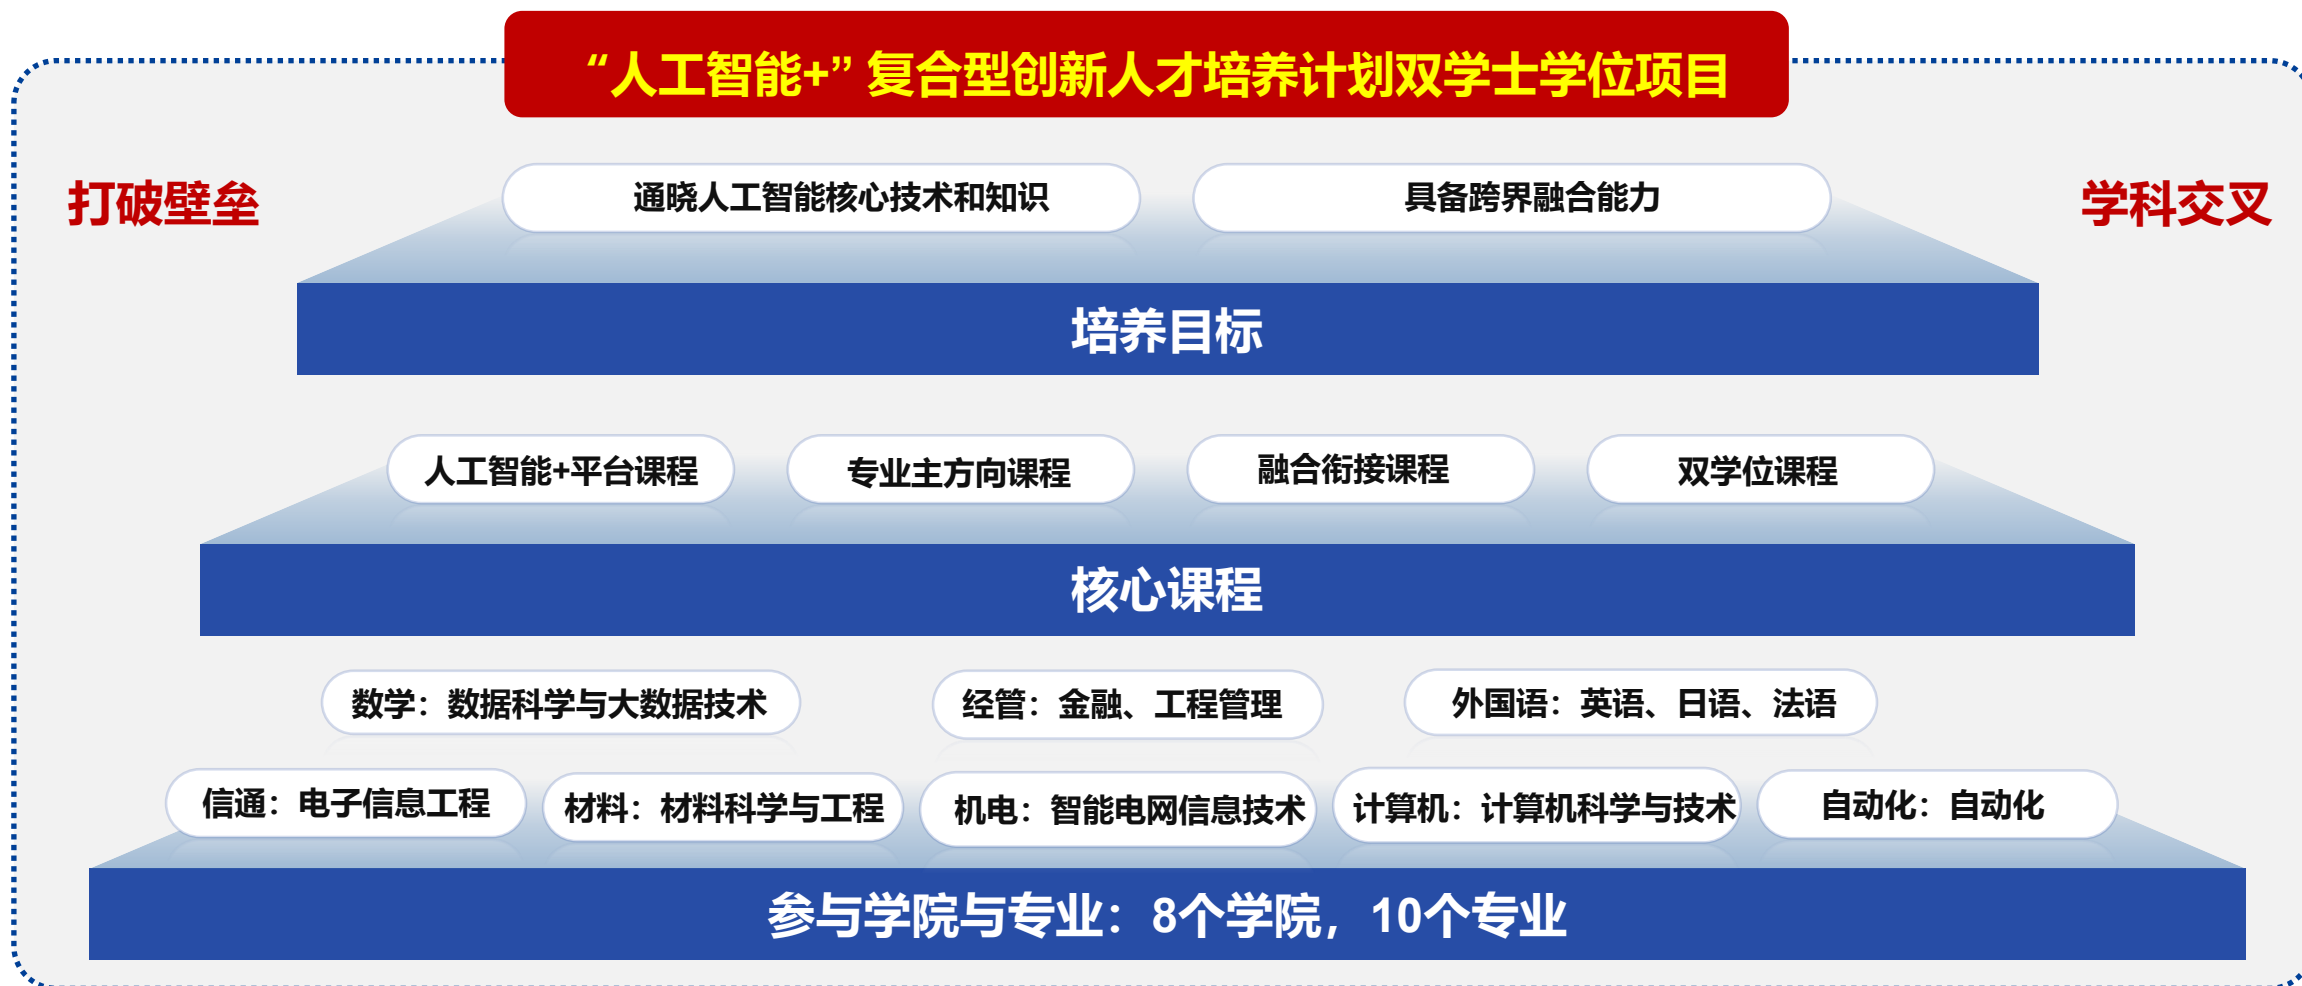 “人工智能+” 复合型创新人才培养计划双学士学位项目
打破壁垒
学科交叉
通晓人工智能核心技术和知识
具备跨界融合能力
培养目标
人工智能+平台课程
专业主方向课程
融合衔接课程
双学位课程
核心课程
数学：数据科学与大数据技术
经管：金融、工程管理
外国语：英语、日语、法语
信通：电子信息工程
材料：材料科学与工程
机电：智能电网信息技术
计算机：计算机科学与技术
自动化：自动化
参与学院与专业：8个学院，10个专业